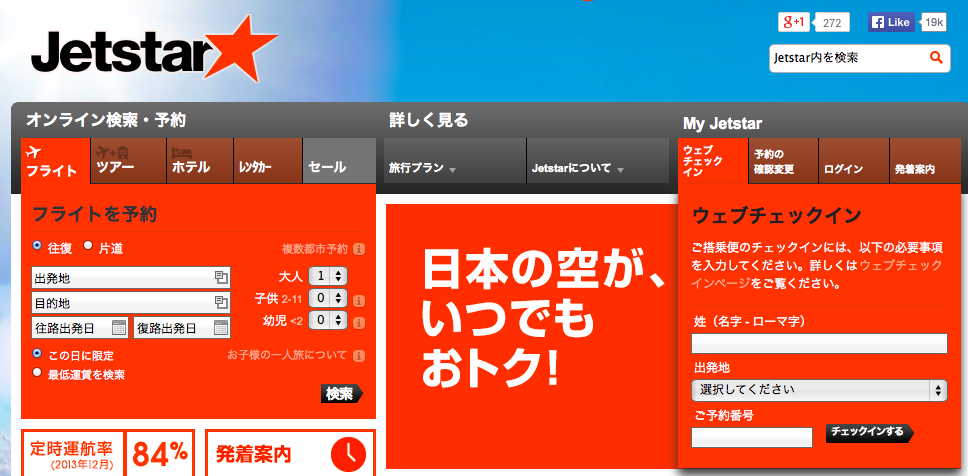 Jetstar
g+1 272
Like 19k
Jetstar内を検索
オンライン検索・予約
フライト
ツアー
ホテル
レンタカー
セール
フライトを予約
往復 片道
複数都市予約
出発地
目的地
往路出発日 復路出発日
大人 1
子供 2-11 0
幼児 <2 0
この日に限定
最低運賃を検索
お子様の一人旅について
検索
定時運航率
(2013年12月)
84%
発着案内
詳しく見る
旅行プラン
Jetstarについて
日本の空が、
いつでも
おトク!
My Jetstar
ウェブ
チェック
イン
予約の
確認変更
ログイン
発着案内
ウェブチェックイン
ご搭乗便のチェックインには、以下の必要事項
を入力してください。詳しくはウェブチェック
インページをご覧ください。
姓（名字 - ローマ字）
出発地
選択してください
ご予約番号
チェックインする